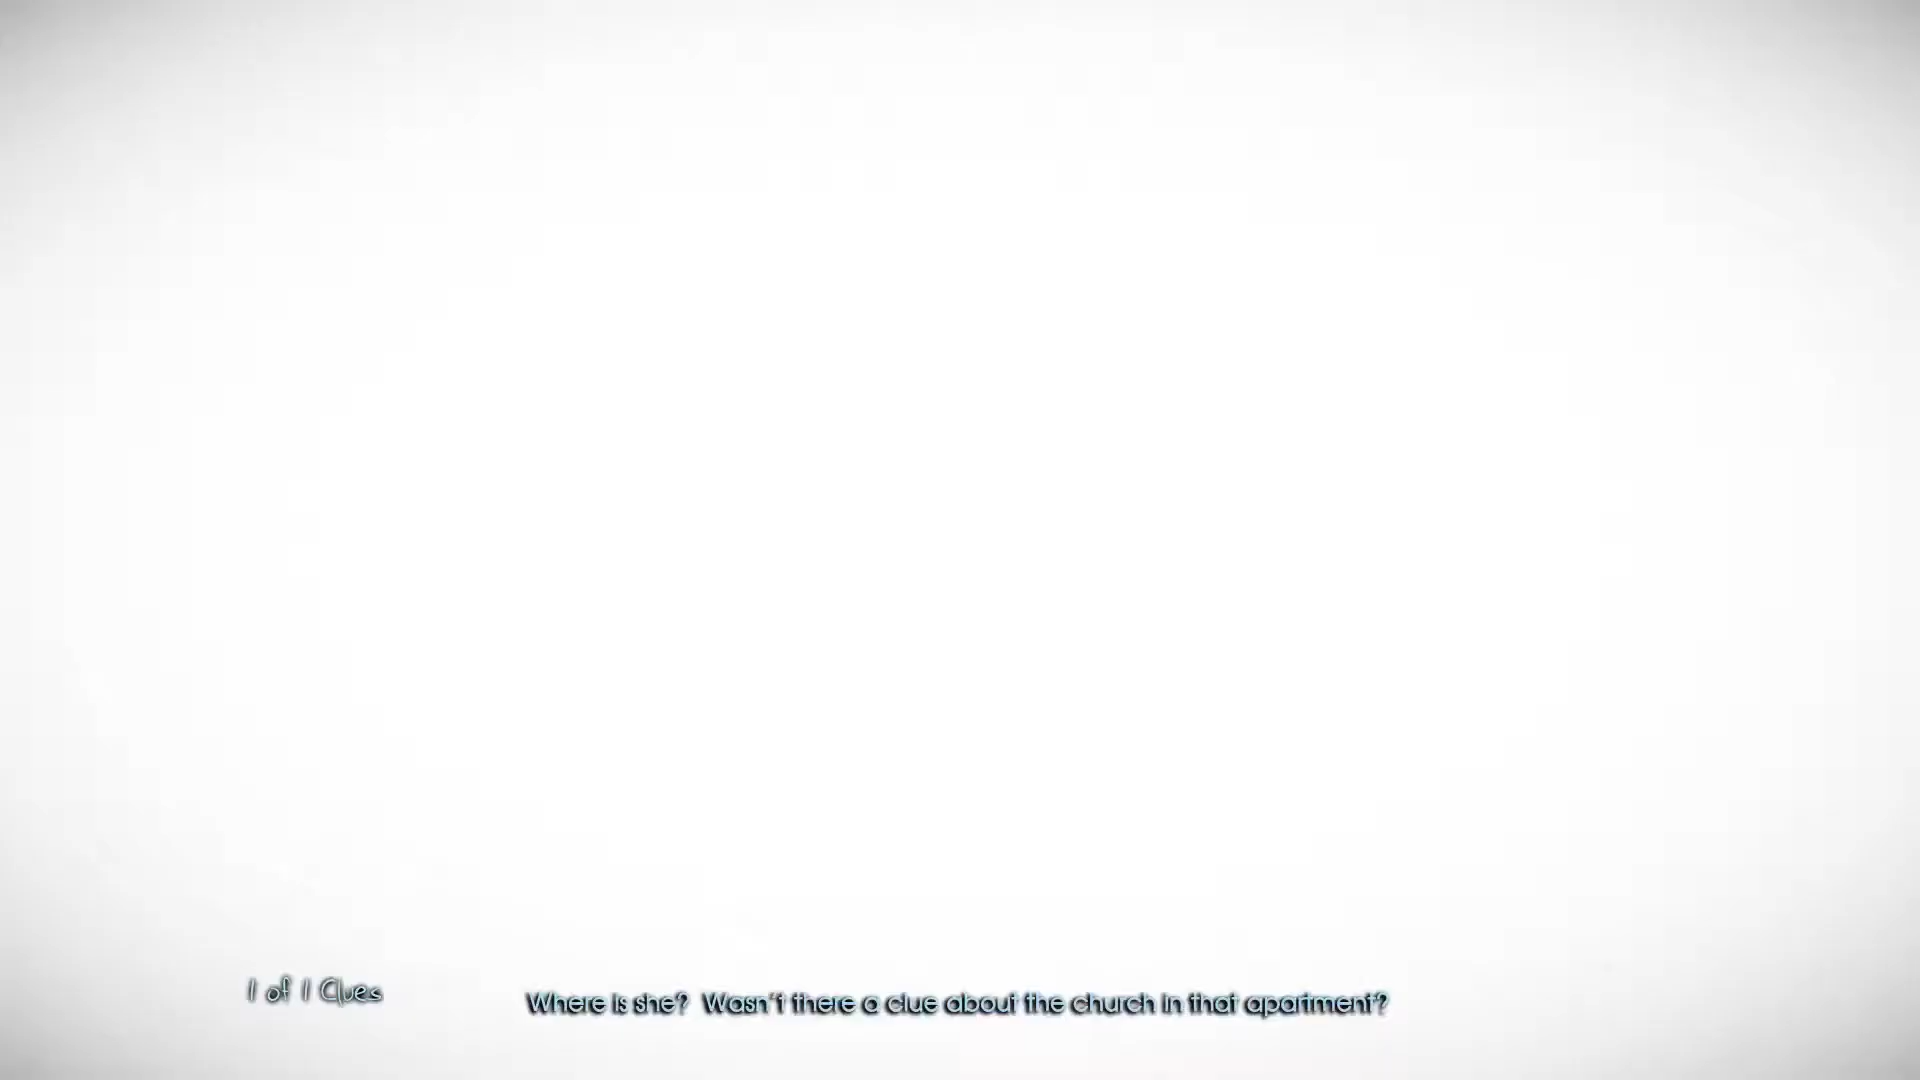 1 of 1 Clues
Where is she?  Wasn't there a clue about the church in that apartment?